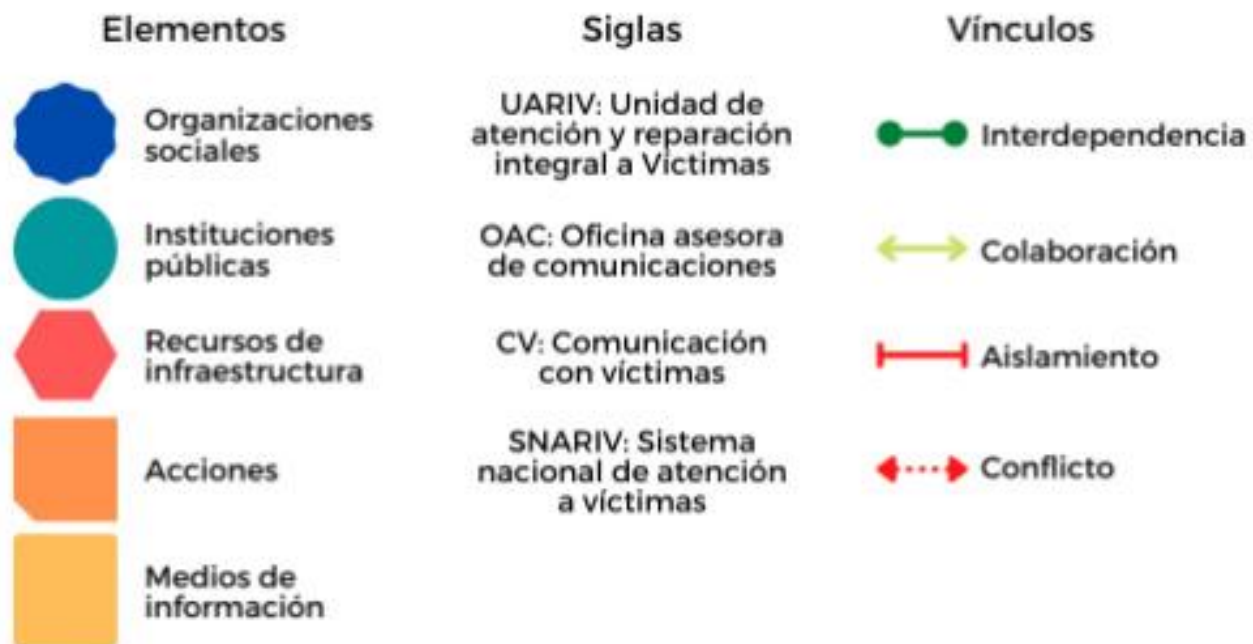 Elementos
Organizaciones
sociales
Instituciones
públicas
Recursos de
infraestructura
Acciones
Medios de
información
Siglas
UARIV: Unidad de
atención y reparación
integral a Victimas
OAC: Oficina asesora
de comunicaciones
CV: Comunicación
con víctimas
SNARIV: Sistema
nacional de atención
a víctimas
Vínculos
Interdependencia
Colaboración
Aislamiento
Conflicto